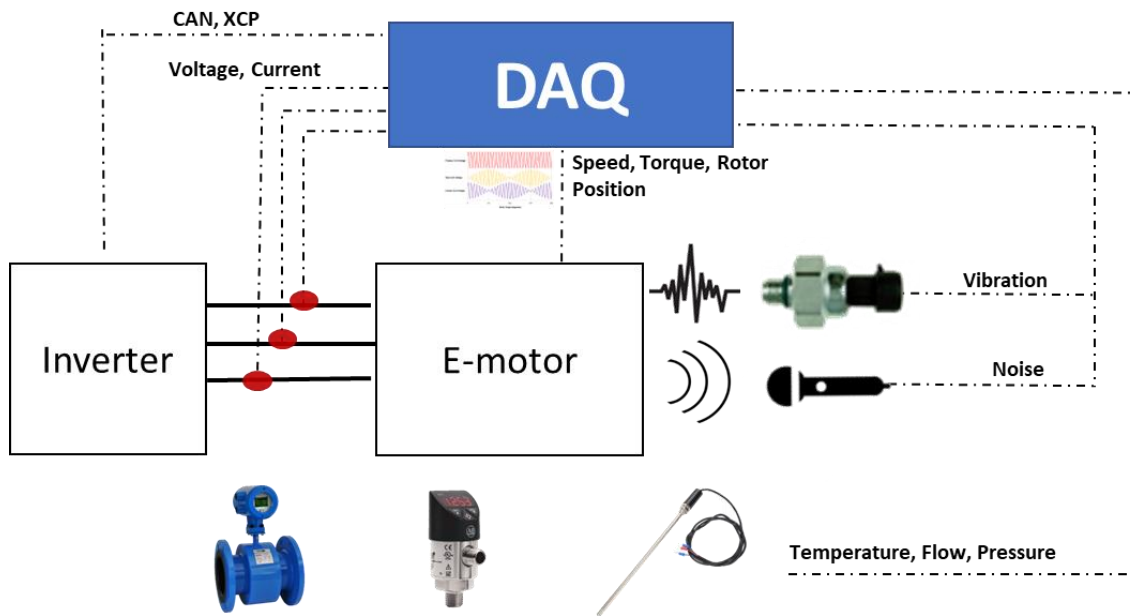 CAN, XCP
Voltage, Current
DAQ
Speed, Torque, Rotor
Position
Inverter
E-motor
Vibration
Noise
Temperature, Flow, Pressure